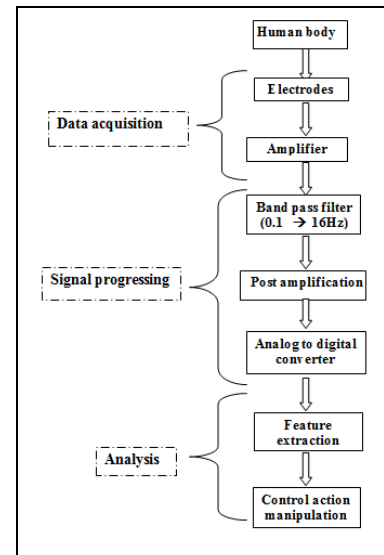 Human body
Electrodes
Data acquisition
Amplifier
Band pass filter
(0.1 → 16Hz)
Signal progressing
Post amplification
Analog to digital
converter
Feature
extraction
Analysis
Control action
manipulation